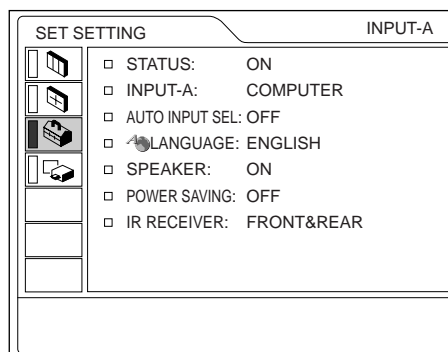 SET SETTING INPUT-A
STATUS: ON
INPUT-A: COMPUTER
AUTO INPUT SEL: OFF
LANGUAGE: ENGLISH
SPEAKER: ON
POWER SAVING: OFF
IR RECEIVER: FRONT&REAR